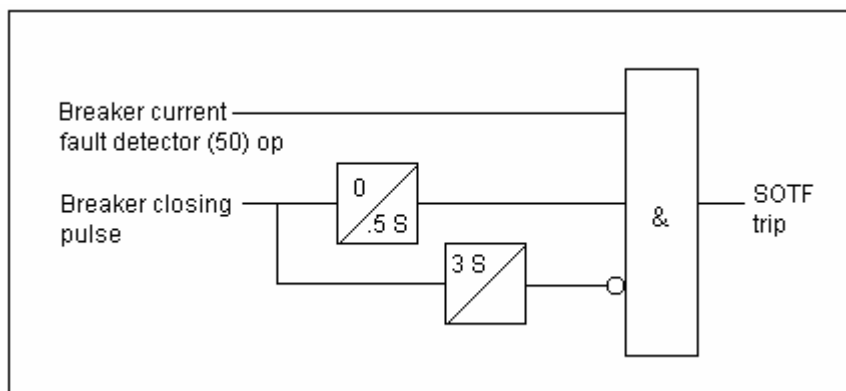 Breaker current
fault detector (50) op
0
.5 S
Breaker closing
pulse
3 S
&
SOTF
trip